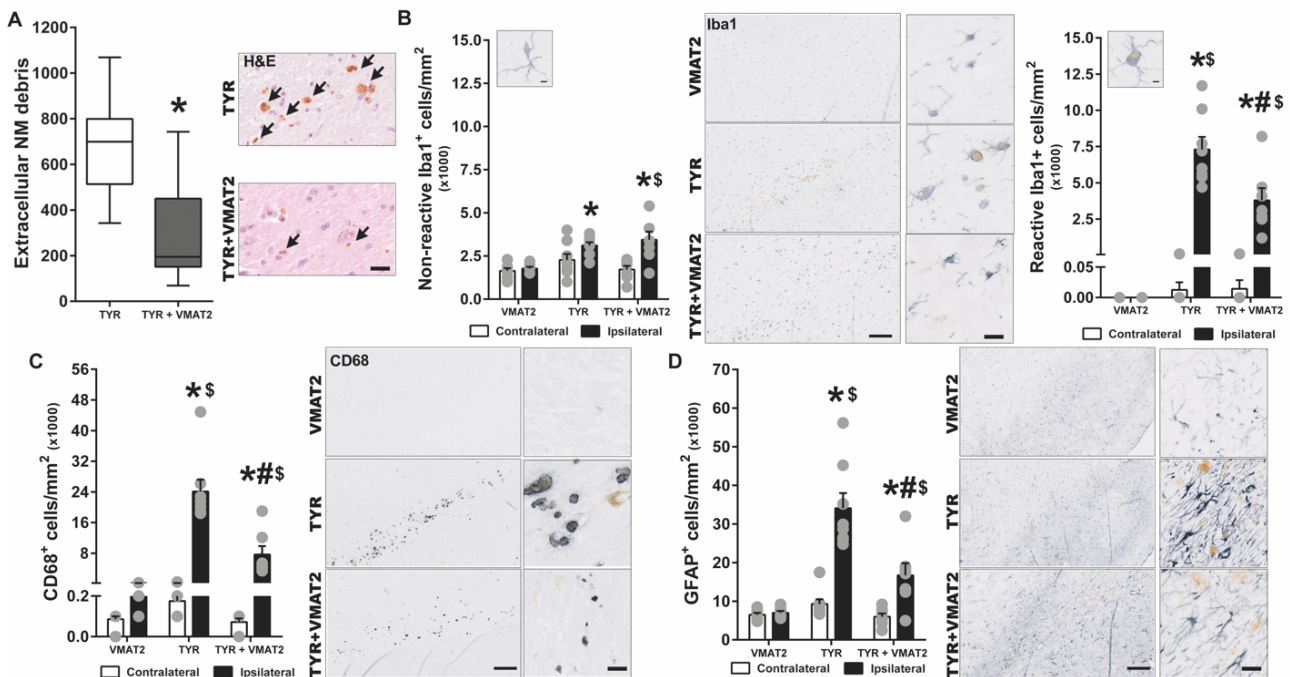 A
Extracellular NM debris
1200
1000
800
600
400
200
0
TYR
TYR + VMAT2
*
H&E
TYR
TYR+VMAT2
B
Non-reactive Iba1+ cells/mm2
(x1000)
15.0
12.5
10.0
7.5
5.0
2.5
0.0
*
*$
VMAT2
TYR
TYR + VMAT2
Contralateral
Ipsilateral
Iba1
VMAT2
TYR
TYR+VMAT2
Reactive Iba1+ cells/mm2
(x1000)
15.0
12.5
10.0
7.5
5.0
2.5
0.05
0.00
*$
*#$
VMAT2
TYR
TYR + VMAT2
Contralateral
Ipsilateral
C
CD68+ cells/mm2 (x1000)
56
48
40
32
24
16
8
0.2
0.0
*$
*#$
VMAT2
TYR
TYR + VMAT2
Contralateral
Ipsilateral
CD68
VMAT2
TYR
TYR+VMAT2
D
GFAP+ cells/mm2 (x1000)
70
60
50
40
30
20
10
0
*$
*#$
VMAT2
TYR
TYR + VMAT2
Contralateral
Ipsilateral
VMAT2
TYR
TYR+VMAT2